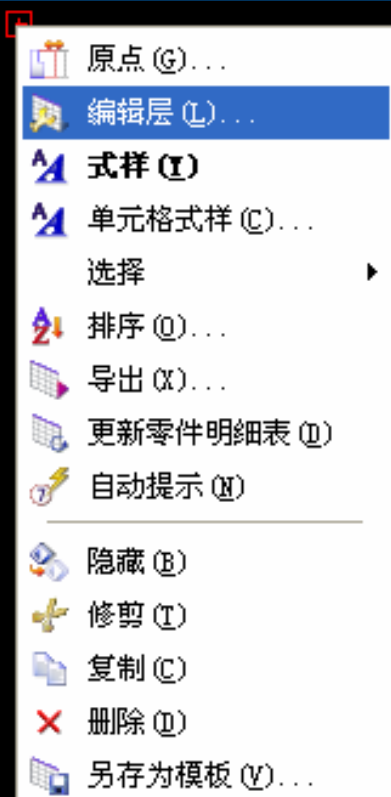 原点(G)...
编辑层(L)...
式样(Y)
单元格式样(C)...
选择
排序(O)...
导出(X)...
更新零件明细表(D)
自动提示(N)
隐藏(B)
修剪(T)
复制(C)
删除(D)
另存为模板(V)...